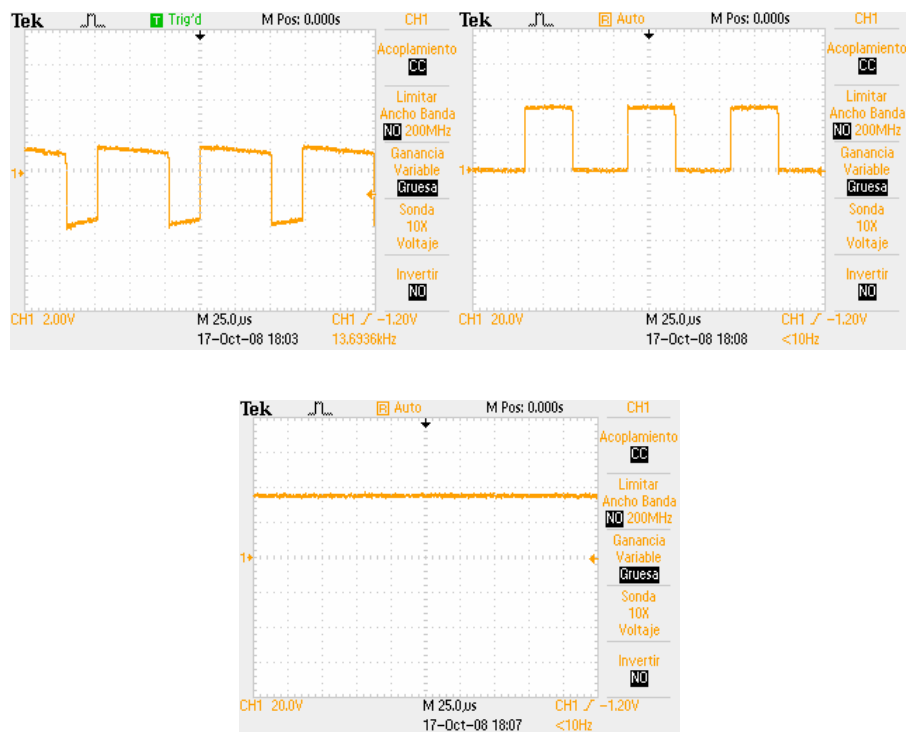 Tek T Trig'd M Pos: 0.000s CH1
Acoplamiento
CC
Limitar
Ancho Banda
NO 200MHz
Ganancia
Variable
Gruesa
Sonda
10X
Voltaje
Invertir
NO
1
CH1 2.00V M 25.0µs CH1 -1.20V
17-Oct-08 18:03 13.6936kHz
Tek R Auto M Pos: 0.000s CH1
Acoplamiento
CC
Limitar
Ancho Banda
NO 200MHz
Ganancia
Variable
Gruesa
Sonda
10X
Voltaje
Invertir
NO
1
CH1 20.0V M 25.0µs CH1 -1.20V
17-Oct-08 18:08 <10Hz
Tek R Auto M Pos: 0.000s CH1
Acoplamiento
CC
Limitar
Ancho Banda
NO 200MHz
Ganancia
Variable
Gruesa
Sonda
10X
Voltaje
Invertir
NO
1
CH1 20.0V M 25.0µs CH1 -1.20V
17-Oct-08 18:07 <10Hz